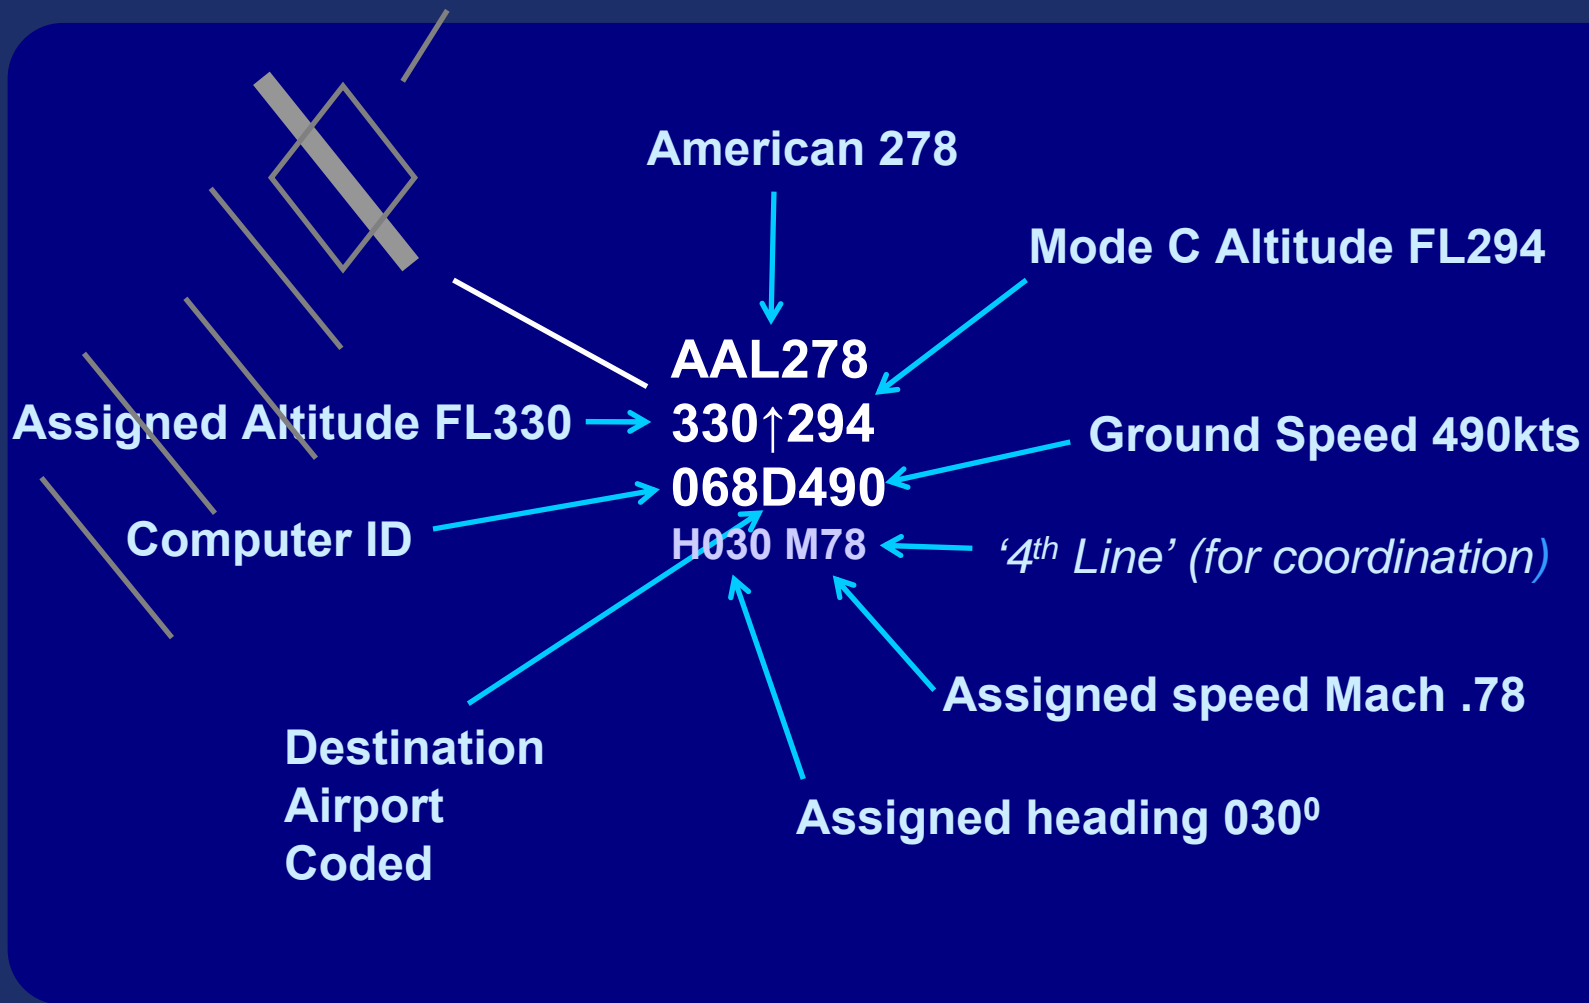 American 278
Mode C Altitude FL294
AAL278
Assigned Altitude FL330
330↑294
Ground Speed 490kts
068D490
Computer ID
H030 M78
‘4th Line’ (for coordination)
Assigned speed Mach .78
Destination
Airport
Coded
Assigned heading 030⁰